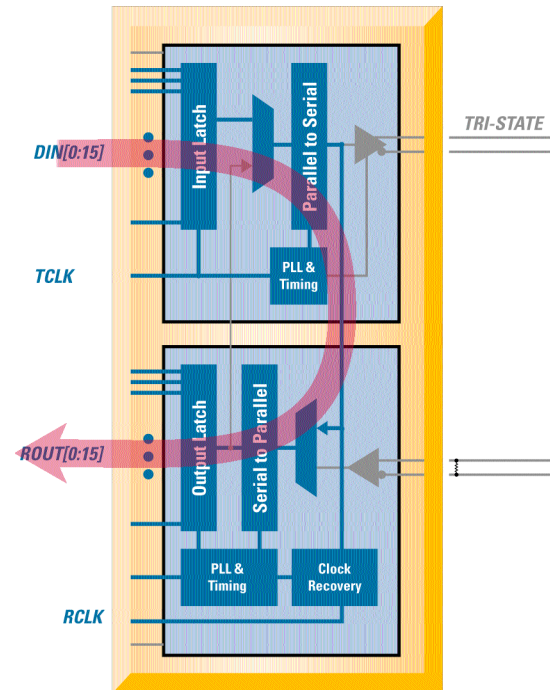 TRI-STATE
DIN[0:15]
Input Latch
Parallel to Serial
TCLK
PLL &
Timing
ROUT[0:15]
Output Latch
Serial to Parallel
PLL &
Timing
Clock
Recovery
RCLK